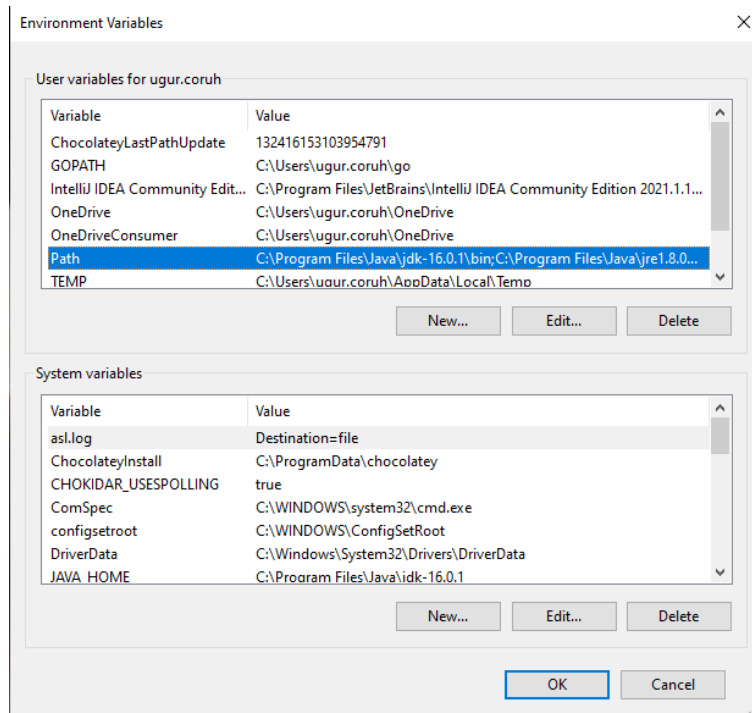 Environment Variables
User variables for ugur.coruh
Variable Value
ChocolateyLastPathUpdate 132416153103954791
GOPATH C:\Users\ugur.coruh\go
IntelliJ IDEA Community Edit... C:\Program Files\JetBrains\IntelliJ IDEA Community Edition 2021.1.1...
OneDrive C:\Users\ugur.coruh\OneDrive
OneDriveConsumer C:\Users\ugur.coruh\OneDrive
Path C:\Program Files\Java\jdk-16.0.1\bin;C:\Program Files\Java\jre1.8.0...
TEMP C:\Users\ugur.coruh\AppData\Local\Temp
New... Edit... Delete
System variables
Variable Value
asl.log Destination=file
ChocolateyInstall C:\ProgramData\chocolatey
CHOKIDAR_USESPOLLING true
ComSpec C:\WINDOWS\system32\cmd.exe
configsetroot C:\WINDOWS\ConfigSetRoot
DriverData C:\Windows\System32\Drivers\DriverData
JAVA_HOME C:\Program Files\Java\jdk-16.0.1
New... Edit... Delete
OK Cancel